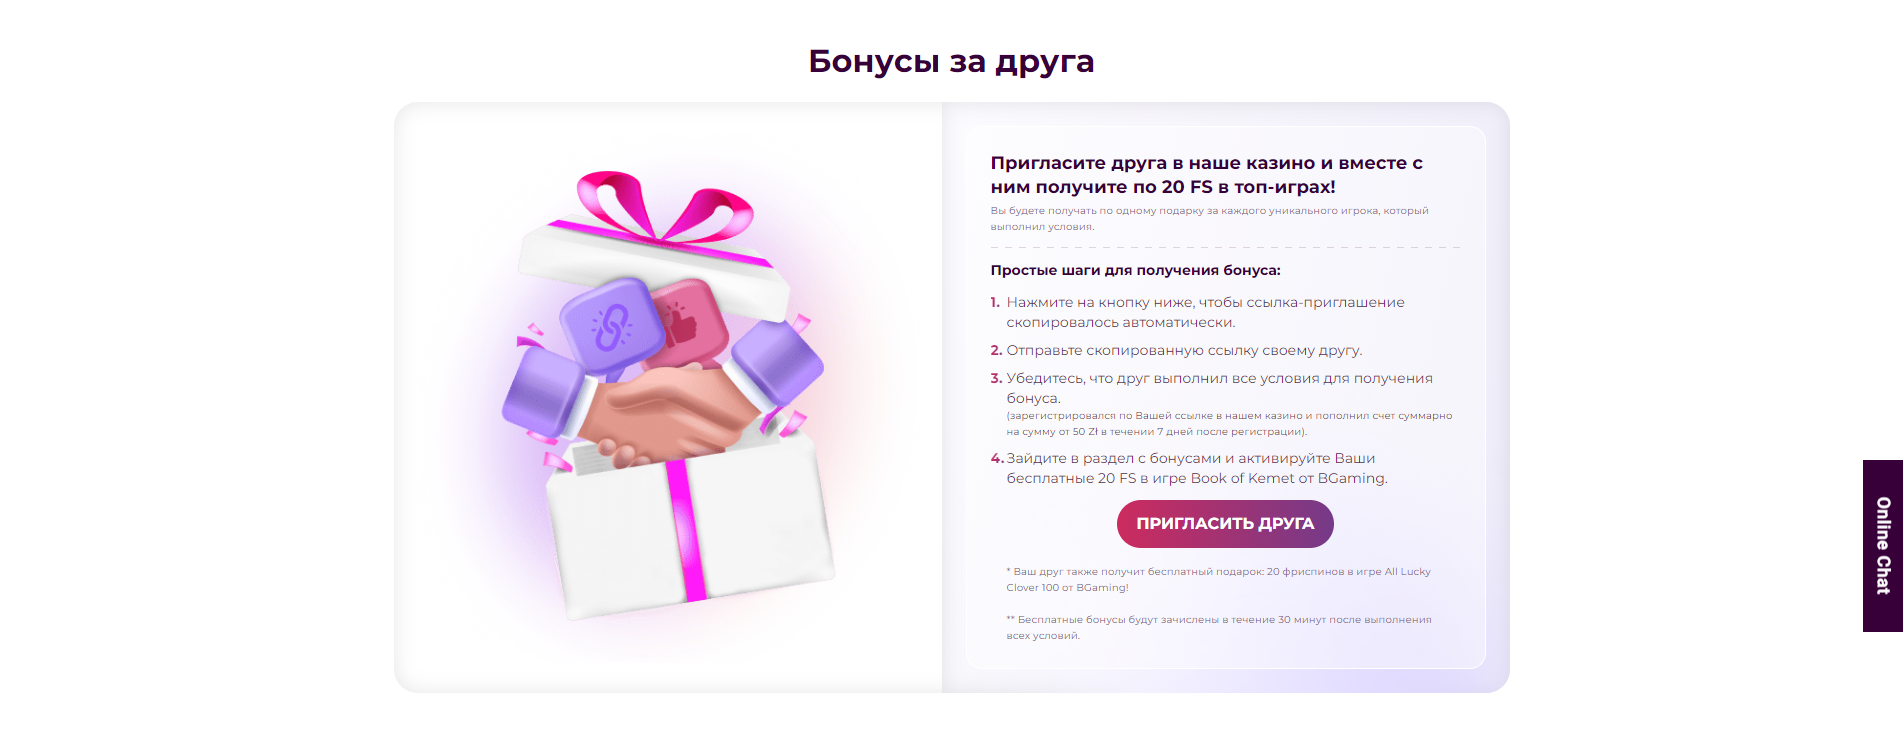 Бонусы за друга
Пригласите друга в наше казино и вместе с
ним получите по 20 FS в топ-играх!
Вы будете получать по одному подарку за каждого уникального игрока, который
выполнил условия.
Простые шаги для получения бонуса:
1. Нажмите на кнопку ниже, чтобы ссылка-приглашение
скопировалось автоматически.
2. Отправьте скопированную ссылку своему другу.
3. Убедитесь, что друг выполнил все условия для получения
бонуса.
(зарегистрировался по Вашей ссылке в нашем казино и пополнил счет суммарно
на сумму от 50 Zł в течении 7 дней после регистрации).
4. Зайдите в раздел с бонусами и активируйте Ваши
бесплатные 20 FS в игре Book of Kemet от BGaming.
ПРИГЛАСИТЬ ДРУГА
* Ваш друг также получит бесплатный подарок: 20 фриспинов в игре All Lucky
Clover 100 от BGaming!
** Бесплатные бонусы будут зачислены в течение 30 минут после выполнения
всех условий.
Online Chat